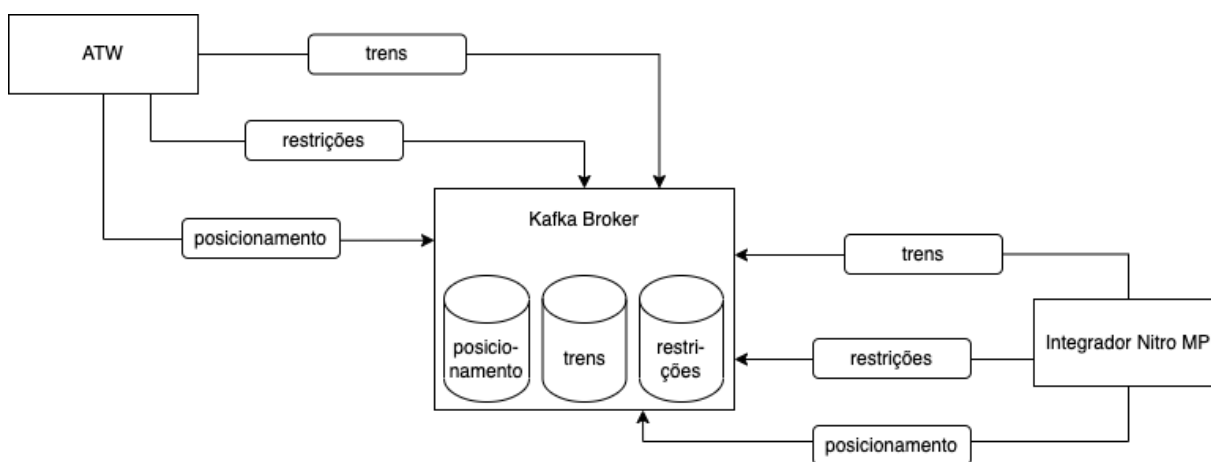 ATW
trens
restrições
posicionamento
Kafka Broker
posicio-
namento
trens
restri-
ções
trens
restrições
posicionamento
Integrador Nitro MP